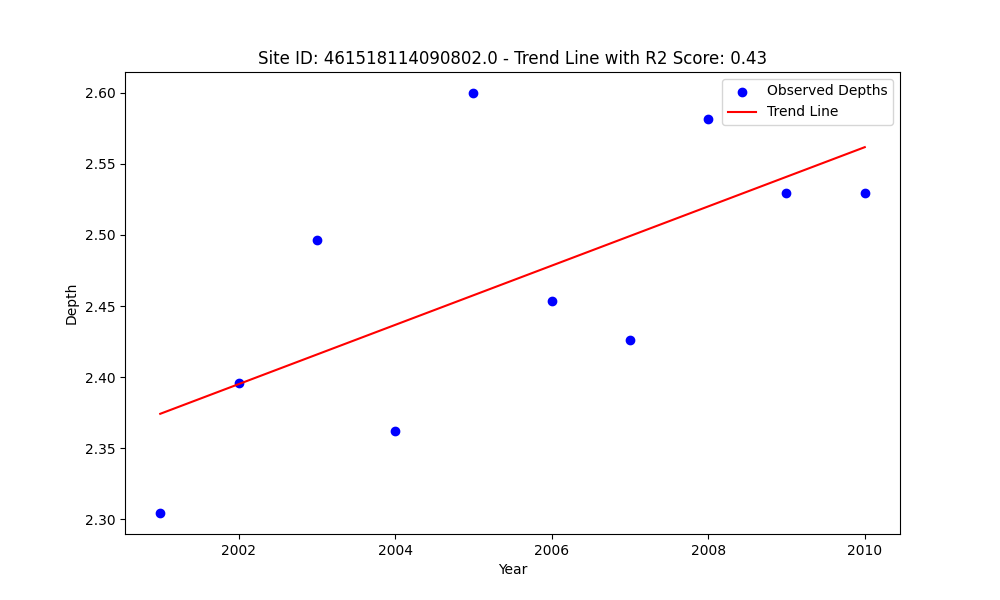 Site ID: 461518114090802.0 - Trend Line with R2 Score: 0.43
Observed Depths
Trend Line
2.60
2.55
2.50
2.45
2.40
2.35
2.30
Depth
2002 2004 2006 2008 2010
Year